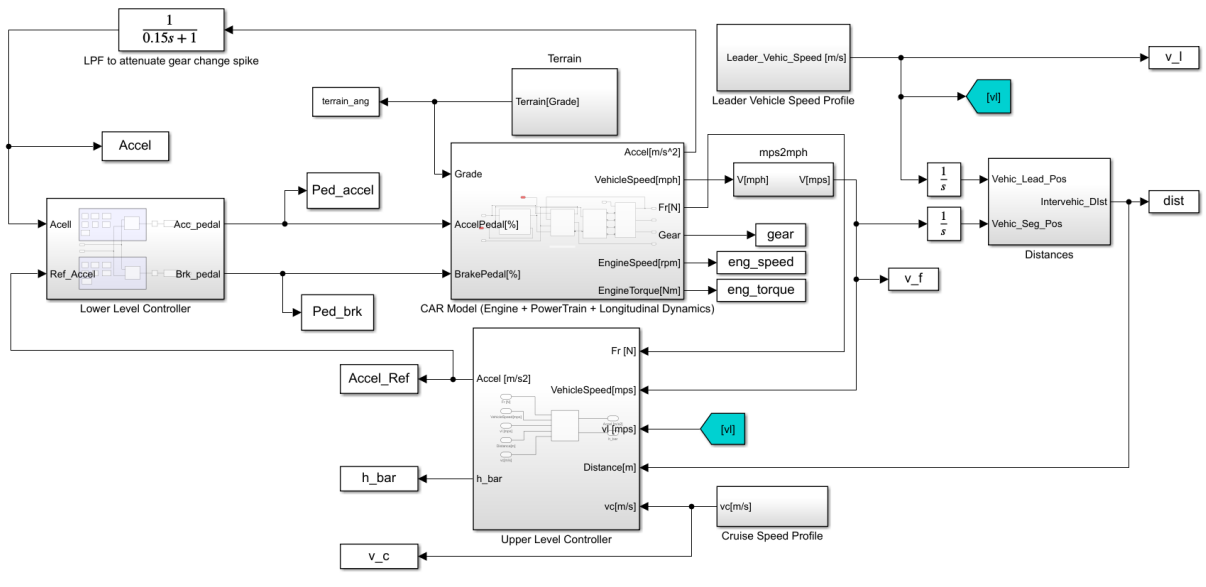 1
0.15s + 1
LPF to attenuate gear change spike
Terrain
Terrain[Grade]
terrain_ang
Leader_Vehic_Speed [m/s]
Leader Vehicle Speed Profile
v_l
[vl]
Accel
Ped_accel
Acell
Acc_pedal
Ref_Accel
Brk_pedal
Lower Level Controller
Ped_brk
Grade
AccelPedal[%]
BrakePedal[%]
Accel[m/s^2]
VehicleSpeed[mph]
Fr[N]
Gear
EngineSpeed[rpm]
EngineTorque[Nm]
CAR Model (Engine + PowerTrain + Longitudinal Dynamics)
mps2mph
V[mph]
V[mps]
gear
eng_speed
eng_torque
1
s
1
s
Vehic_Lead_Pos
Intervehic_DIst
Vehic_Seg_Pos
Distances
dist
v_f
Accel_Ref
Accel [m/s2]
h_bar
h_bar
Fr [N]
VehicleSpeed[mps]
vl [mps]
Distance[m]
vc[m/s]
Upper Level Controller
[vl]
vc[m/s]
Cruise Speed Profile
v_c